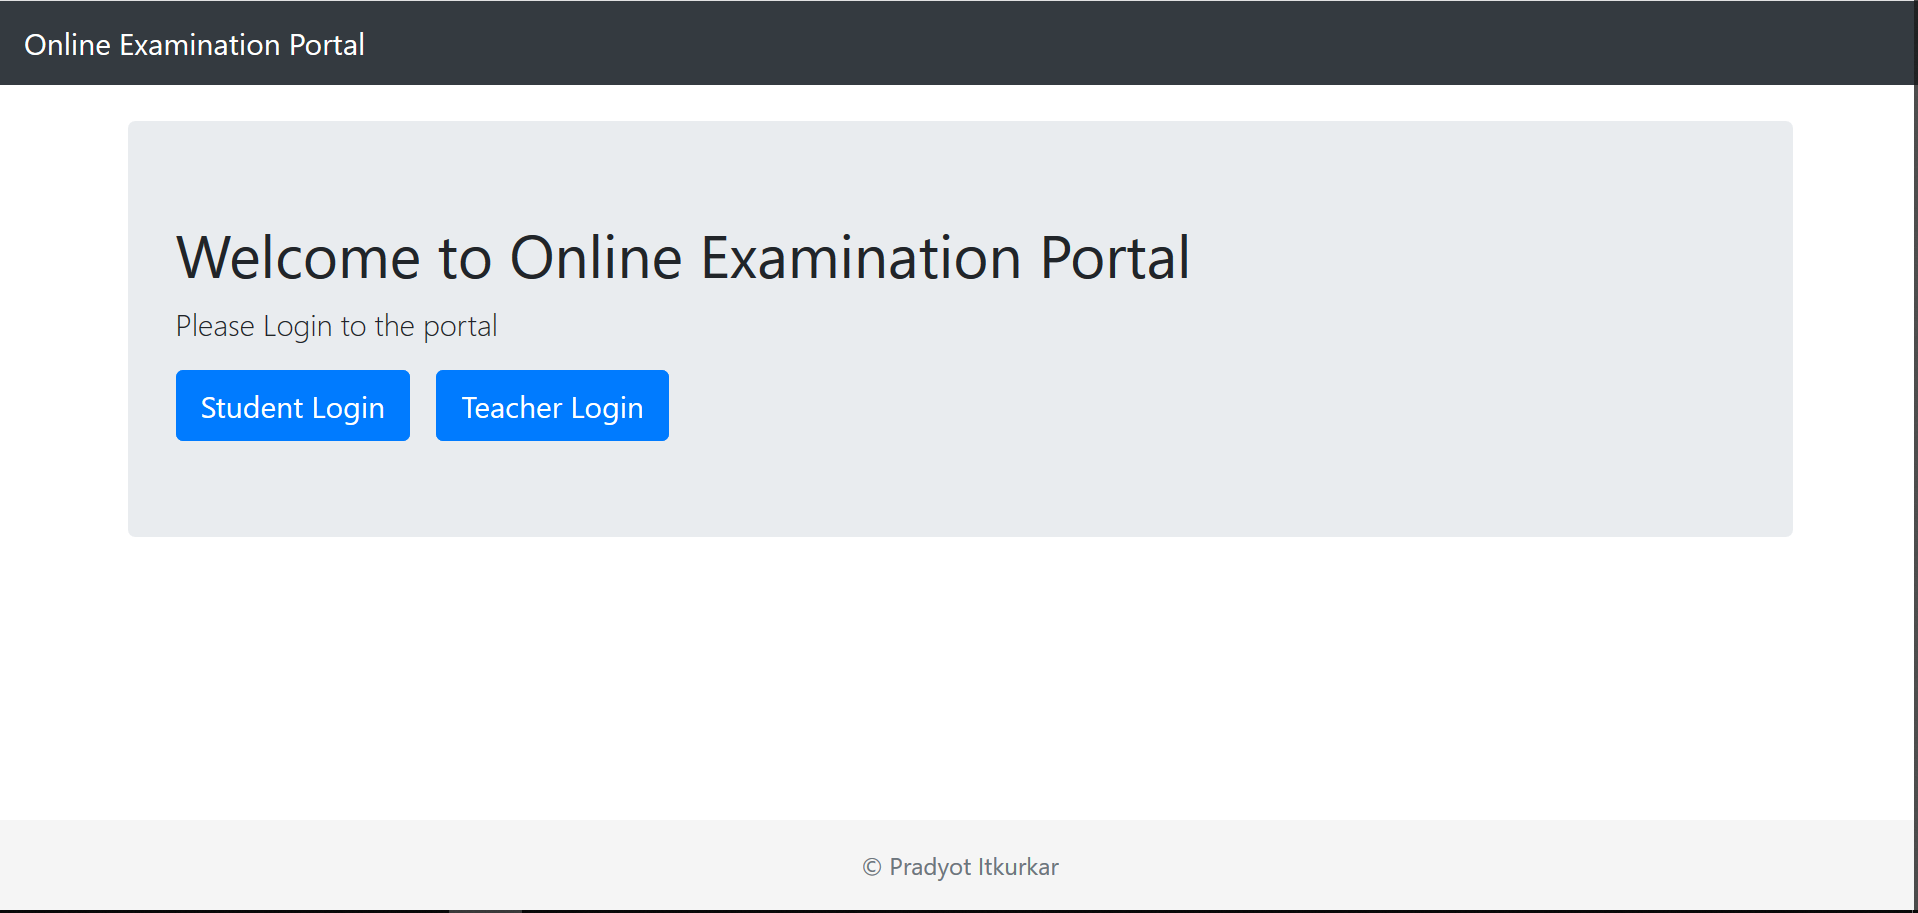 Online Examination Portal
Welcome to Online Examination Portal
Please Login to the portal
Student Login
Teacher Login
© Pradyot Itkurkar